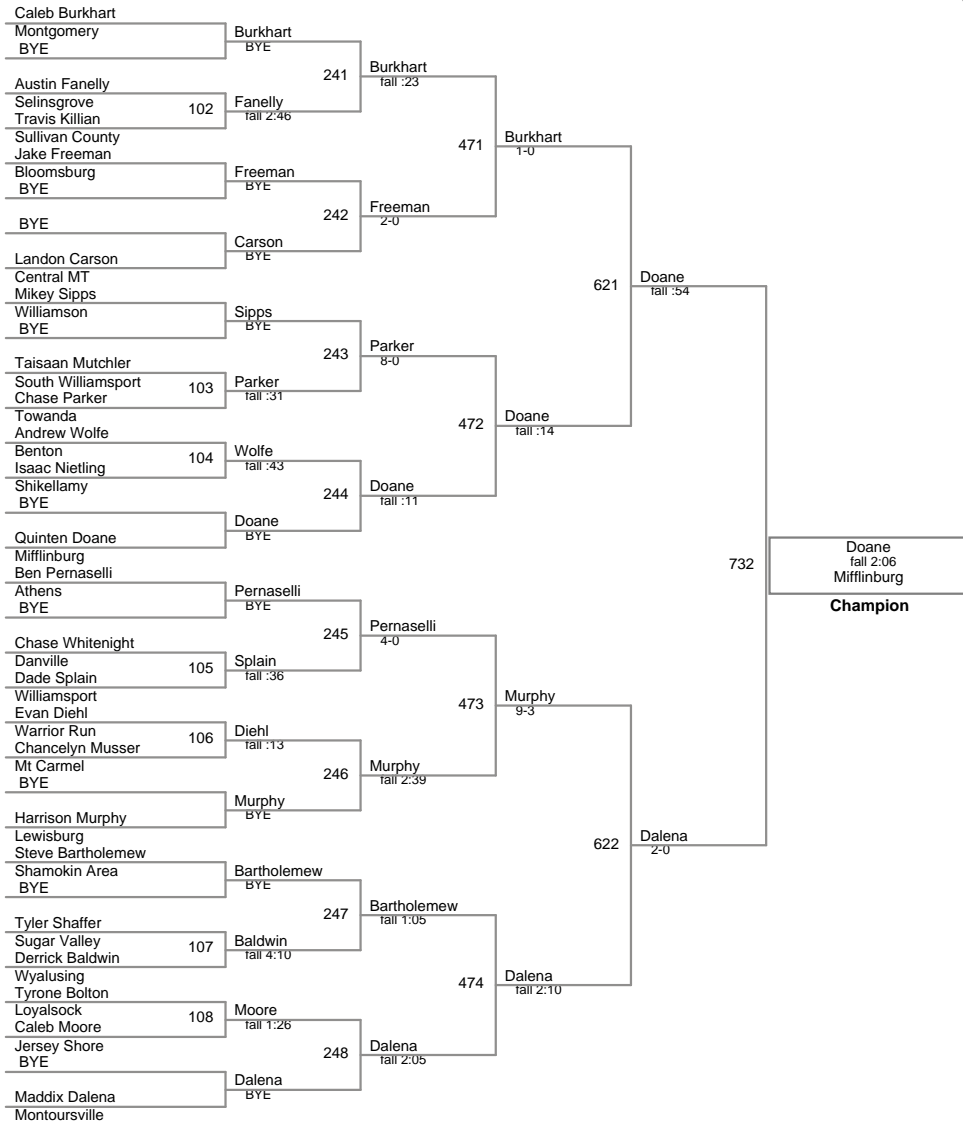 Caleb Burkhart
Montgomery
BYE
Austin Fanelly
Selinsgrove
102
Travis Killian
Sullivan County
Jake Freeman
Bloomsburg
BYE
BYE
Landon Carson
Central MT
Mikey Sipps
Williamson
BYE
Taisaan Mutchler
South Williamsport
103
Chase Parker
Towanda
Andrew Wolfe
Benton
104
Isaac Nietling
Shikellamy
BYE
Quinten Doane
Mifflinburg
Ben Pernaselli
Athens
BYE
Chase Whitenight
Danville
105
Dade Splain
Williamsport
Evan Diehl
Warrior Run
106
Chancelyn Musser
Mt Carmel
BYE
Harrison Murphy
Lewisburg
Steve Bartholemew
Shamokin Area
BYE
Tyler Shaffer
Sugar Valley
107
Derrick Baldwin
Wyalusing
Tyrone Bolton
Loyalsock
108
Caleb Moore
Jersey Shore
BYE
Maddix Dalena
Montoursville
Burkhart
BYE
241
Fanelly
fall 2:46
Freeman
BYE
242
Carson
BYE
Sipps
BYE
243
Parker
fall :31
Wolfe
fall :43
244
Doane
BYE
Pernaselli
BYE
245
Splain
fall :36
Diehl
fall :13
246
Murphy
BYE
Bartholemew
BYE
247
Baldwin
fall 4:10
Moore
fall 1:26
248
Dalena
BYE
Burkhart
fall :23
471
Freeman
2-0
Parker
8-0
472
Doane
fall :11
Pernaselli
4-0
473
Murphy
fall 2:39
Bartholemew
fall 1:05
474
Dalena
fall 2:05
Burkhart
1-0
621
Doane
fall :14
Murphy
9-3
622
Dalena
fall 2:10
Doane
fall :54
732
Dalena
2-0
Doane
fall 2:06
Mifflinburg
Champion